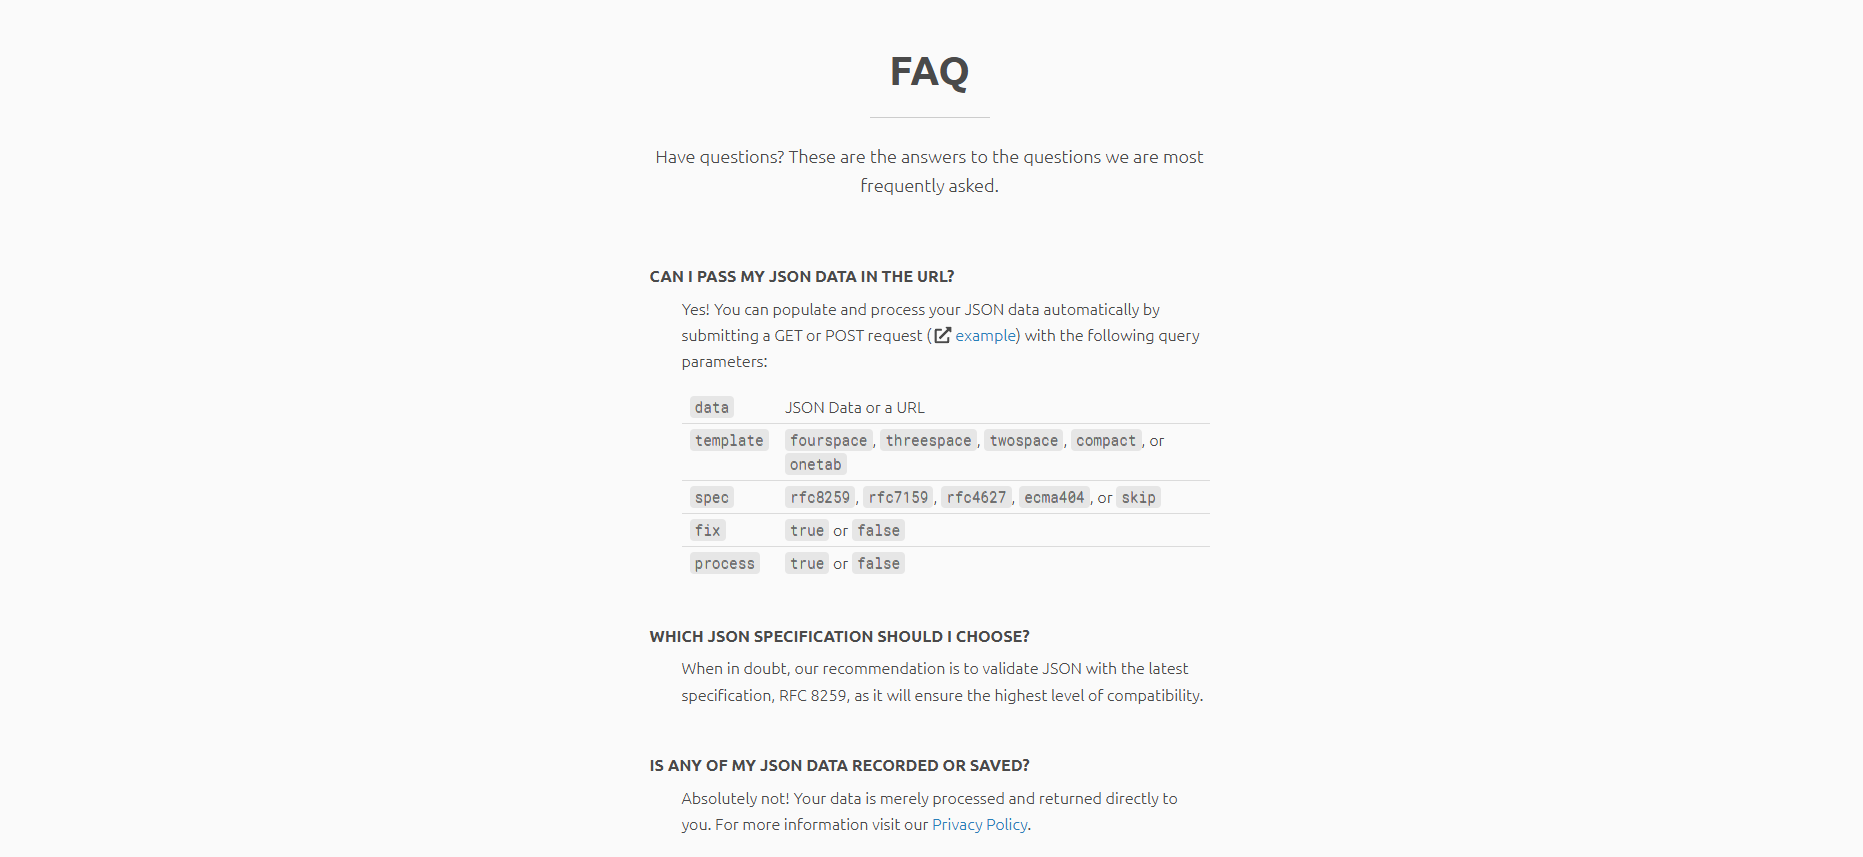 FAQ
Have questions? These are the answers to the questions we are most
frequently asked.
CAN I PASS MY JSON DATA IN THE URL?
Yes! You can populate and process your JSON data automatically by
submitting a GET or POST request ( example) with the following query
parameters:
data JSON Data or a URL
template fourspace, threespace, twospace, compact, or
onetab
spec rfc8259, rfc7159, rfc4627, ecma404, or skip
fix true or false
process true or false
WHICH JSON SPECIFICATION SHOULD I CHOOSE?
When in doubt, our recommendation is to validate JSON with the latest
specification, RFC 8259, as it will ensure the highest level of compatibility.
IS ANY OF MY JSON DATA RECORDED OR SAVED?
Absolutely not! Your data is merely processed and returned directly to
you. For more information visit our Privacy Policy.